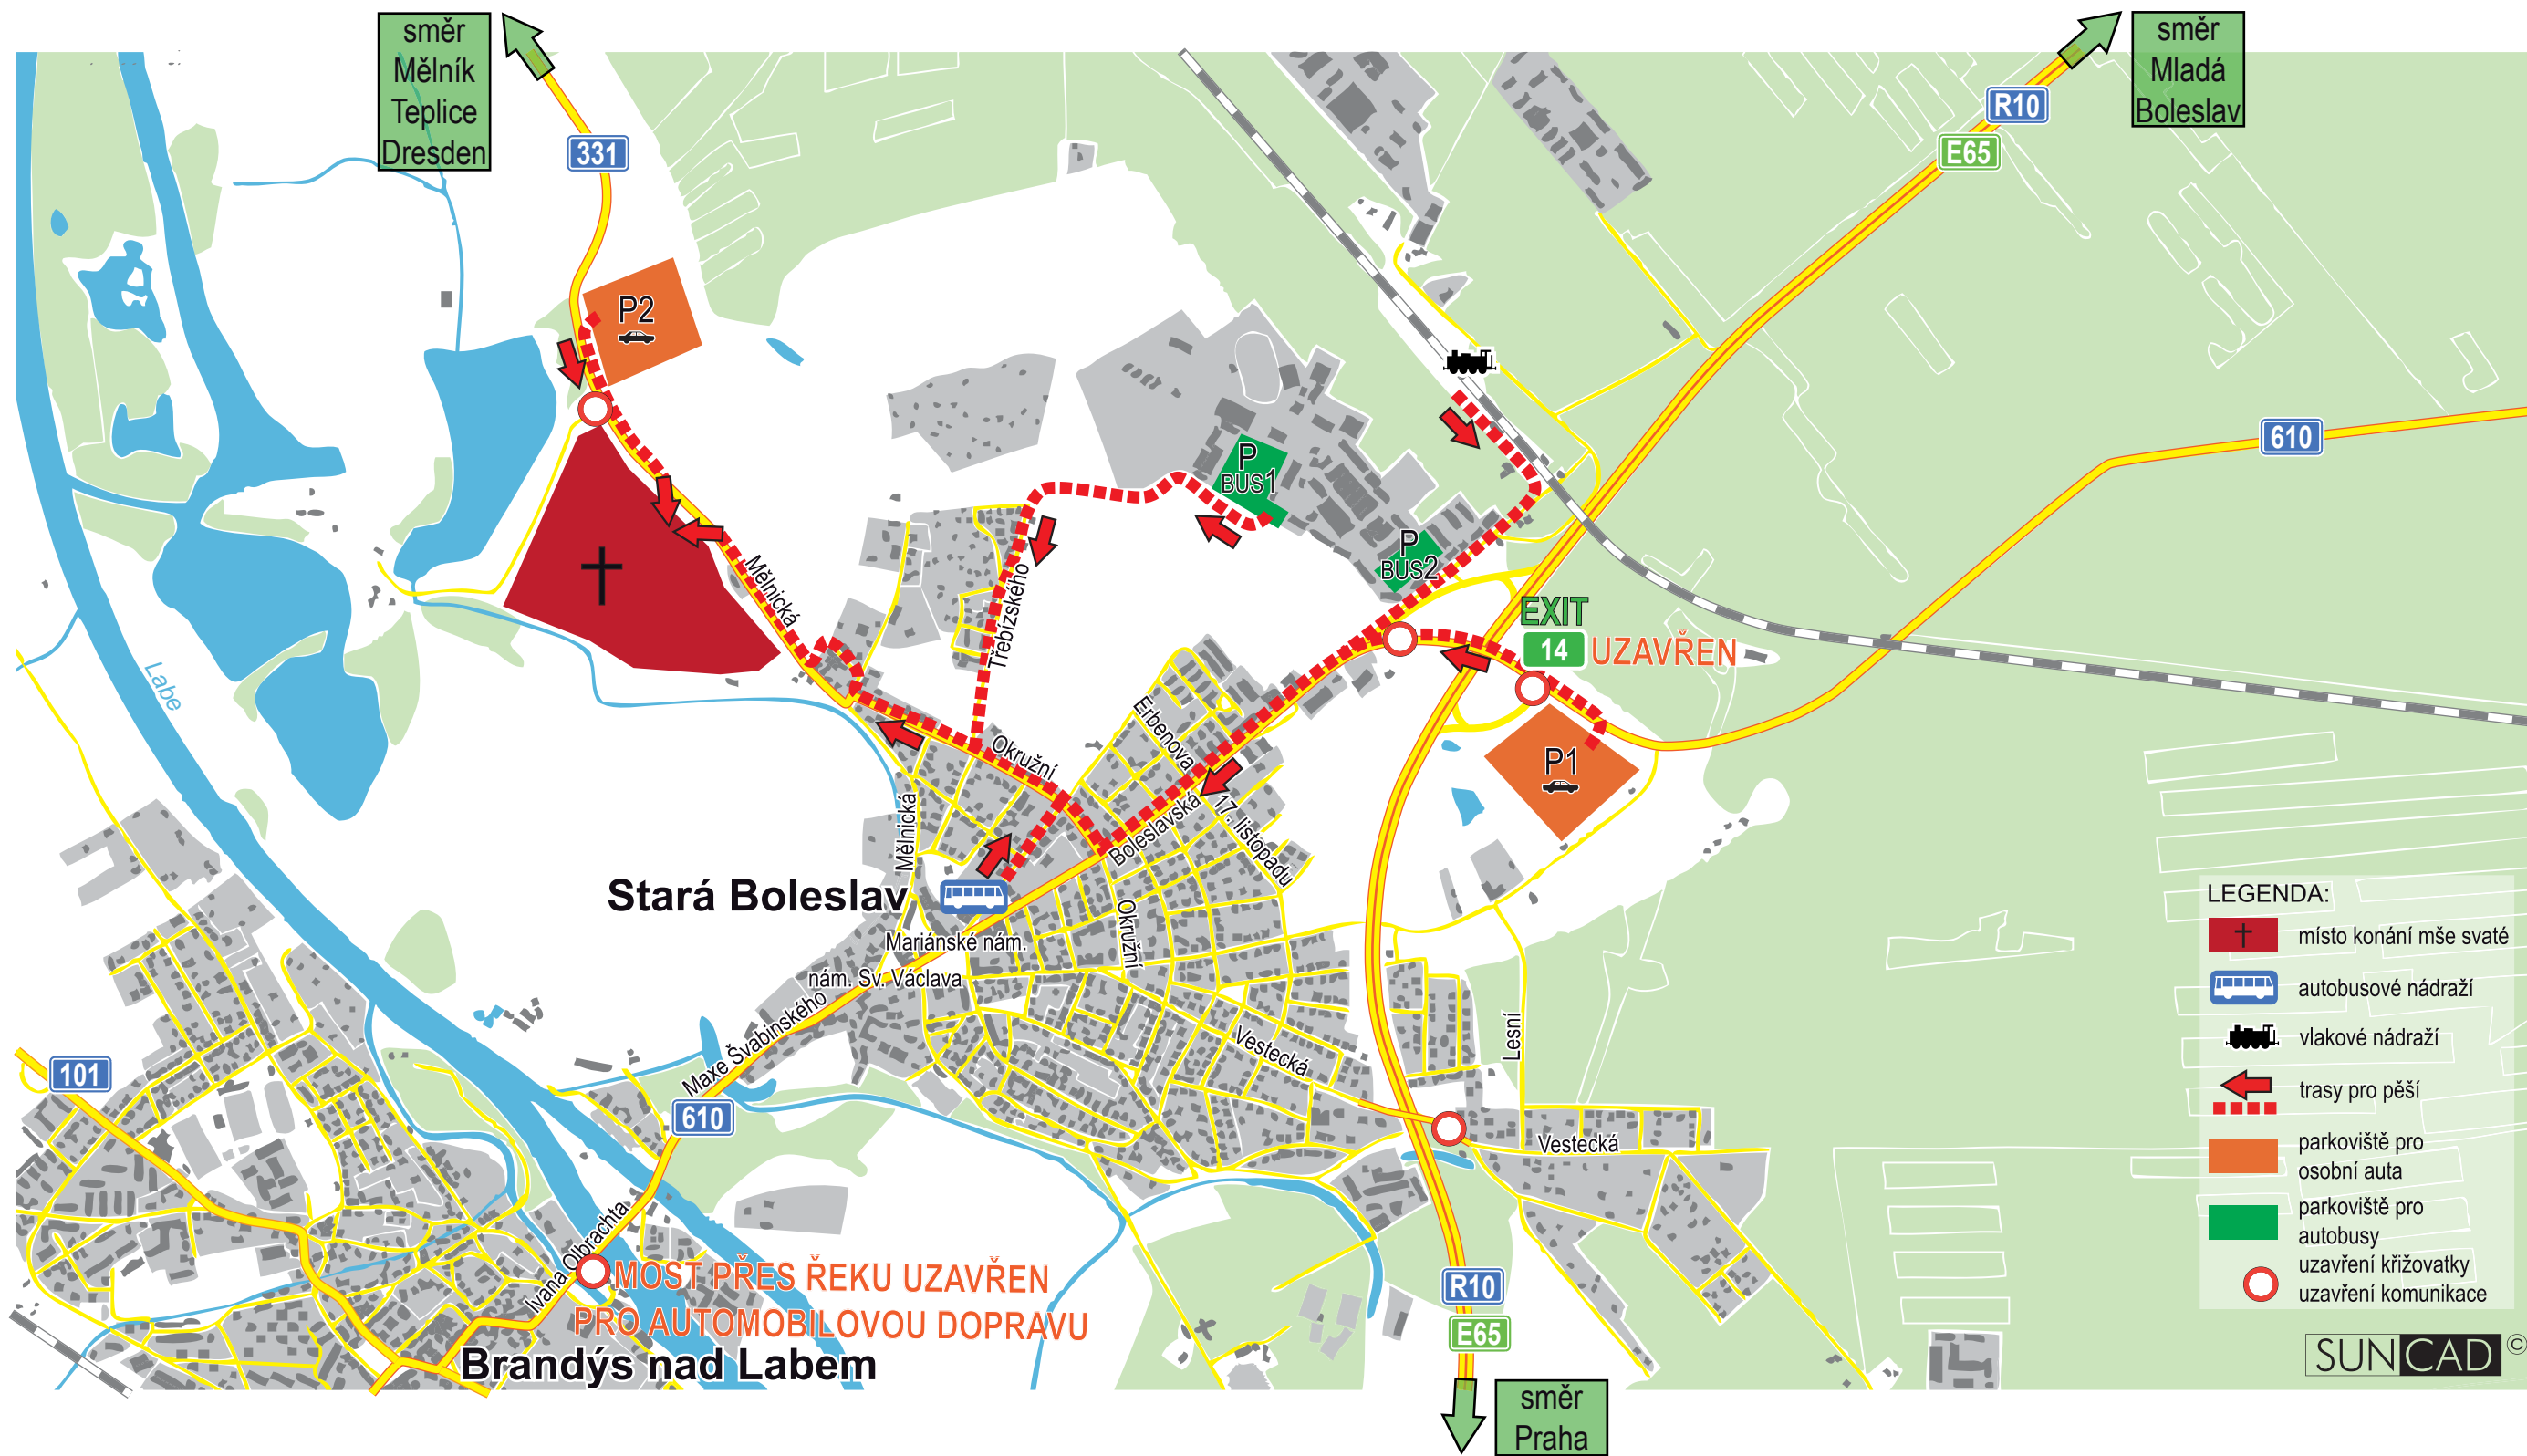 směr
Mělník
Teplice
Dresden
směr
Mladá
Boleslav
R10
E65
331
P2
610
P
BUS1
P
BUS2
Mělnická
Třebízského
EXIT
14 UZAVŘEN
Labe
Erbenova
Okružní
P1
Boleslavská
17. listopadu
Mělnická
Stará Boleslav
Okružní
Mariánské nám.
nám. Sv. Václava
Maxe Švabinského
Vestecká
Lesní
101
610
Vestecká
Ivana Olbrachta
MOST PŘES ŘEKU UZAVŘEN
PRO AUTOMOBILOVOU DOPRAVU
Brandýs nad Labem
R10
E65
směr
Praha
LEGENDA:
místo konání mše svaté
autobusové nádraží
vlakové nádraží
trasy pro pěší
parkoviště pro
osobní auta
parkoviště pro
autobusy
uzavření křižovatky
uzavření komunikace
SUNCAD ©